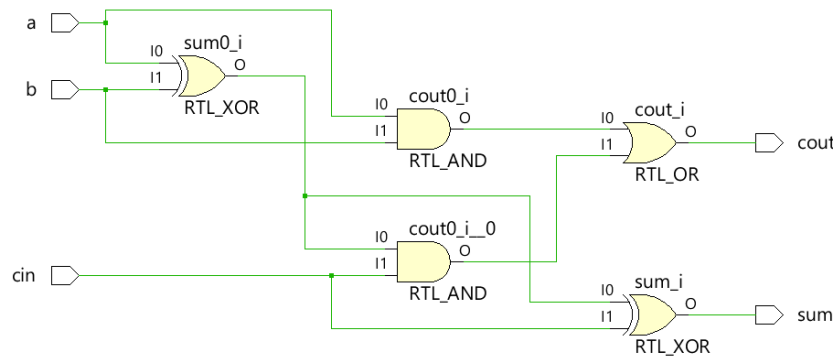 a
sum0_i
I0
O
I1
b
RTL_XOR
cout0_i
I0
O
I1
RTL_AND
cout_i
I0
O
I1
RTL_OR
cout
cout0_i__0
I0
O
I1
RTL_AND
cin
sum_i
I0
O
I1
RTL_XOR
sum